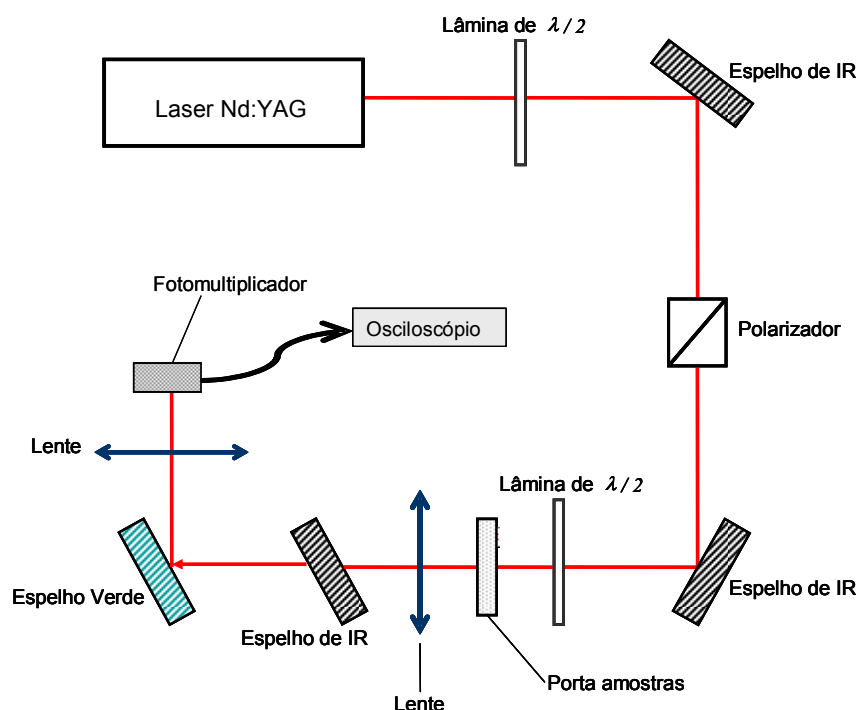 Lâmina de λ/2
Espelho de IR
Laser Nd:YAG
Fotomultiplicador
Osciloscópio
Polarizador
Lente
Lâmina de λ/2
Espelho Verde
Espelho de IR
Espelho de IR
Porta amostras
Lente